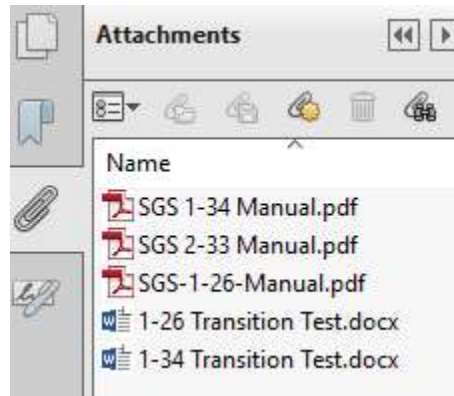 Attachments
Name
SGS 1-34 Manual.pdf
SGS 2-33 Manual.pdf
SGS-1-26-Manual.pdf
1-26 Transition Test.docx
1-34 Transition Test.docx